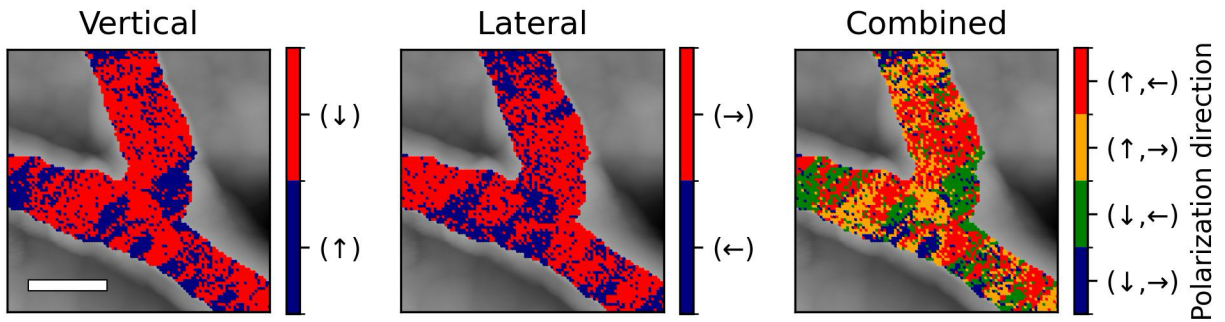 Vertical
Lateral
Combined
(↓)
(↑)
(→)
(←)
(↑,←)
(↑,→)
(↓,←)
(↓,→)
Polarization direction